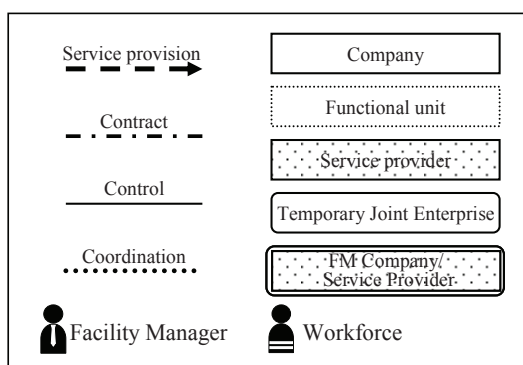 Service provision
Company
Contract
Functional unit
Service provider
Control
Temporary Joint Enterprise
Coordination
FM Company/
Service Provider
Facility Manager
Workforce